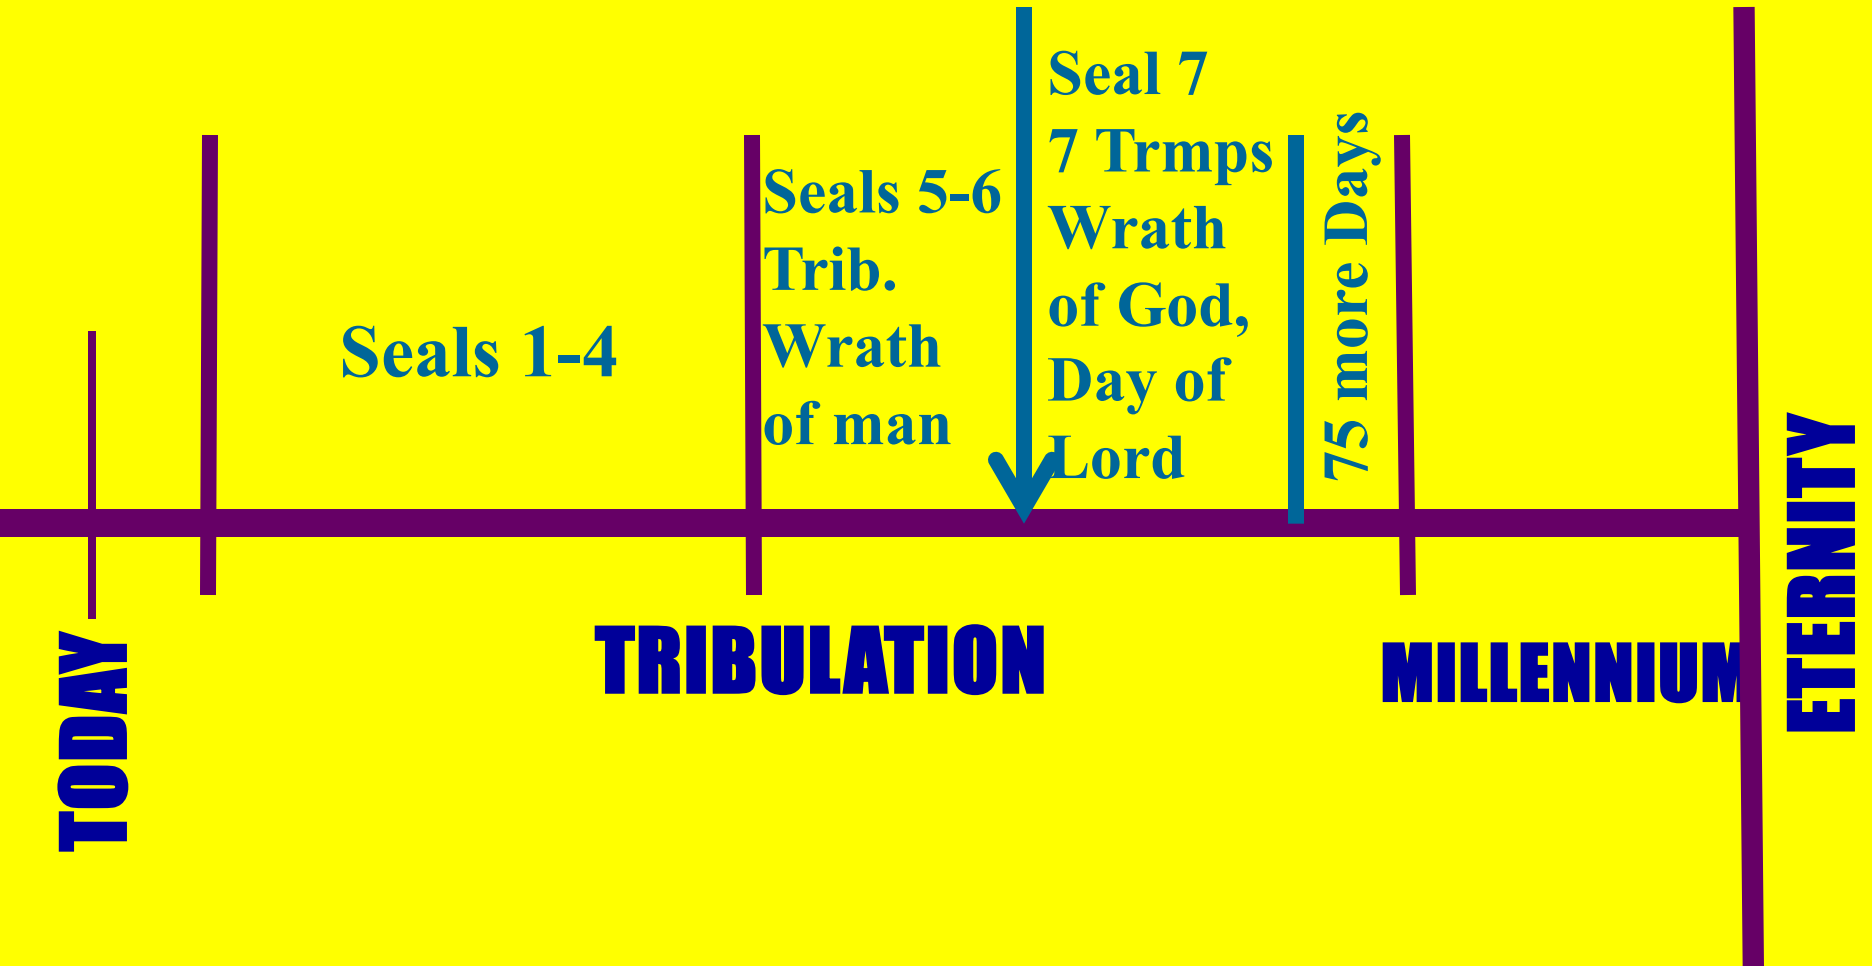 Seals 1-4
Seals 5-6
Trib.
Wrath
of man
Seal 7
7 Trmps
Wrath
of God,
Day of
Lord
75 more Days
TODAY
TRIBULATION
MILLENNIUM
ETERNITY